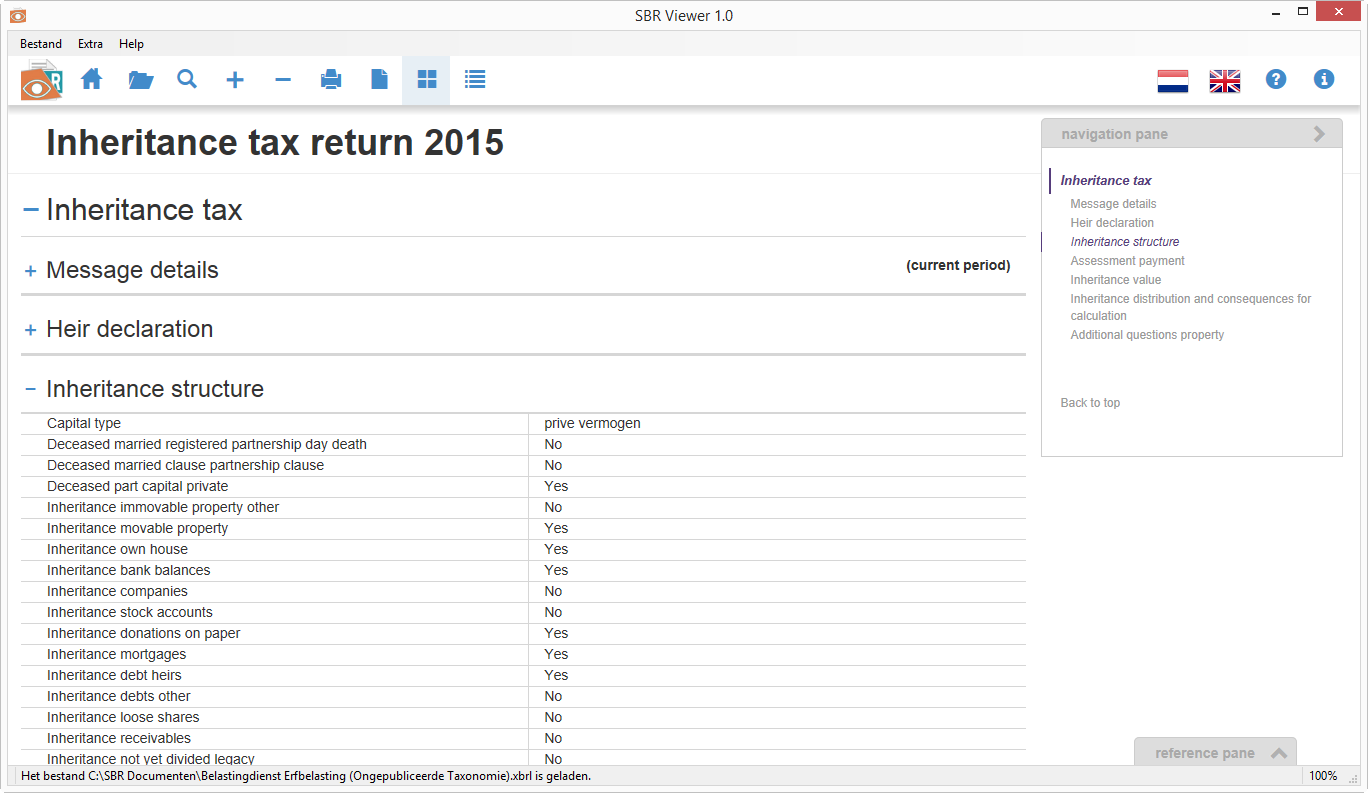 SBR Viewer 1.0
Bestand Extra Help
R
Inheritance tax return 2015
Inheritance tax
Message details (current period)
Heir declaration
Inheritance structure
Capital type prive vermogen
Deceased married registered partnership day death No
Deceased married clause partnership clause No
Deceased part capital private Yes
Inheritance immovable property other No
Inheritance movable property Yes
Inheritance own house Yes
Inheritance bank balances Yes
Inheritance companies No
Inheritance stock accounts No
Inheritance donations on paper Yes
Inheritance mortgages Yes
Inheritance debt heirs Yes
Inheritance debts other No
Inheritance loose shares No
Inheritance receivables No
Inheritance not yet divided legacy No
navigation pane
Inheritance tax
Message details
Heir declaration
Inheritance structure
Assessment payment
Inheritance value
Inheritance distribution and consequences for
calculation
Additional questions property
Back to top
reference pane
Het bestand C:\SBR Documenten\Belastingdienst Erfbelasting (Ongepubliceerde Taxonomie).xbrl is geladen. 100%